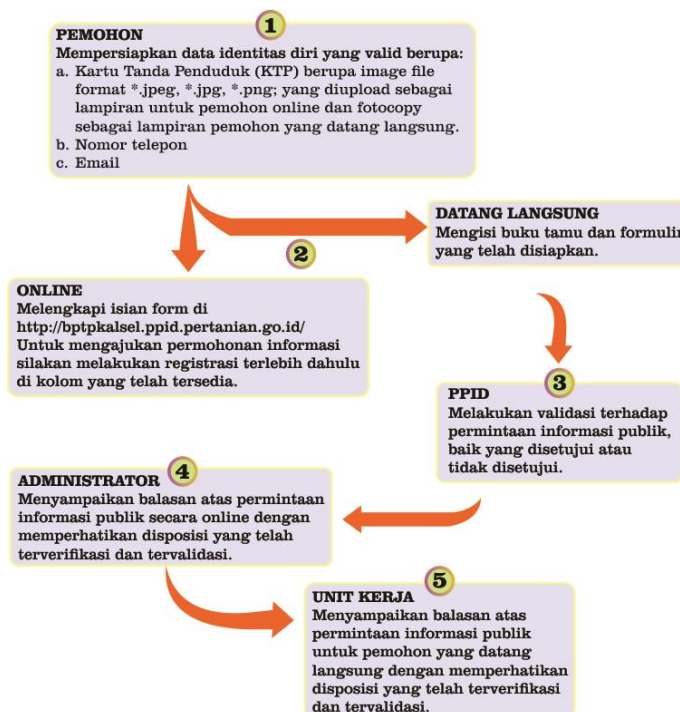 1
PEMOHON
Mempersiapkan data identitas diri yang valid berupa:
a. Kartu Tanda Penduduk (KTP) berupa image file
format *.jpeg, *.jpg, *.png; yang diupload sebagai
lampiran untuk pemohon online dan fotocopy
sebagai lampiran pemohon yang datang langsung.
b. Nomor telepon
c. Email
2
DATANG LANGSUNG
Mengisi buku tamu dan formulir
yang telah disiapkan.
ONLINE
Melengkapi isian form di
http://bptpkalsel.ppid.pertanian.go.id/
Untuk mengajukan permohonan informasi
silakan melakukan registrasi terlebih dahulu
di kolom yang telah tersedia.
3
PPID
Melakukan validasi terhadap
permintaan informasi publik,
baik yang disetujui atau
tidak disetujui.
4
ADMINISTRATOR
Menyampaikan balasan atas permintaan
informasi publik secara online dengan
memperhatikan disposisi yang telah
terverifikasi dan tervalidasi.
5
UNIT KERJA
Menyampaikan balasan atas
permintaan informasi publik
untuk pemohon yang datang
langsung dengan memperhatikan
disposisi yang telah terverifikasi
dan tervalidasi.